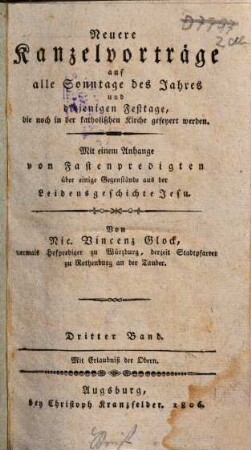 Neuere
Kanzelvorträge
auf
alle Sonntage des Jahres
und
diejenigen Festtage,
die noch in der katholischen Kirche gefeyert werden.
Mit einem Anhange
von Fastenpredigten
über einige Gegenstände aus der
Leidensgeschichte Jesu.
Von
Nic. Vincenz Glock,
vormals Hofprediger zu Würzburg, derzeit Stadtpfarrer
zu Rothenburg an der Tauber.
Dritter Band.
Mit Erlaubniß der Obern.
Augsburg,
bey Christoph Kranzfelder. 1806.